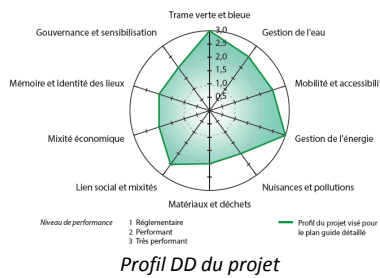 Trame verte et bleue
Gouvernance et sensibilisation
Gestion de l'eau
3,0
2,5
2,0
1,5
1,0
0,5
Mémoire et identité des lieux
Mobilité et accessibilit
Mixité économique
Gestion de l'énergie
Lien social et mixités
Nuisances et pollutions
Matériaux et déchets
Niveau de performance
1 Réglementaire
2 Performant
3 Très performant
Profil du projet visé pour
le plan guide détaillé
Profil DD du projet